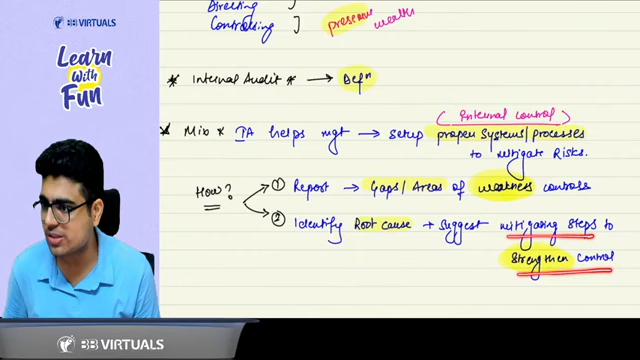 BB VIRTUALS
Learn
With
Fun
Directing
Controlling
preserve wealth
* Internal Audit * → Defn
* Mib * IA helps mgt → setup proper systems/processes
(Internal control)
to mitigate Risks.
How?
① Report → Gaps/Areas of weakness controls
② Identify Root cause + suggest mitigating steps to
strengthen control
BB VIRTUALS